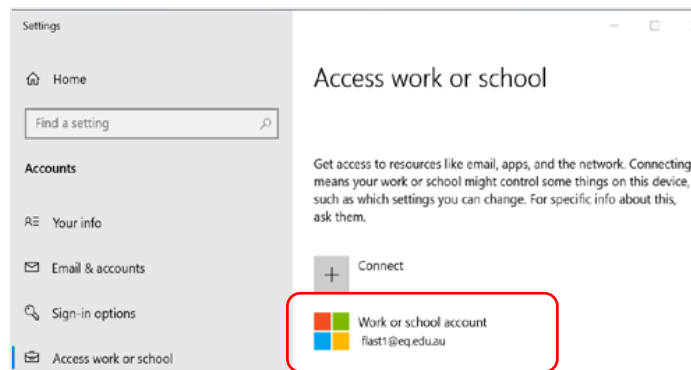 Settings
Home
Find a setting
Accounts
Your info
Email & accounts
Sign-in options
Access work or school
Access work or school
Get access to resources like email, apps, and the network. Connecting
means your work or school might control some things on this device,
such as which settings you can change. For specific info about this,
ask them.
Connect
Work or school account
flast1@eq.edu.au